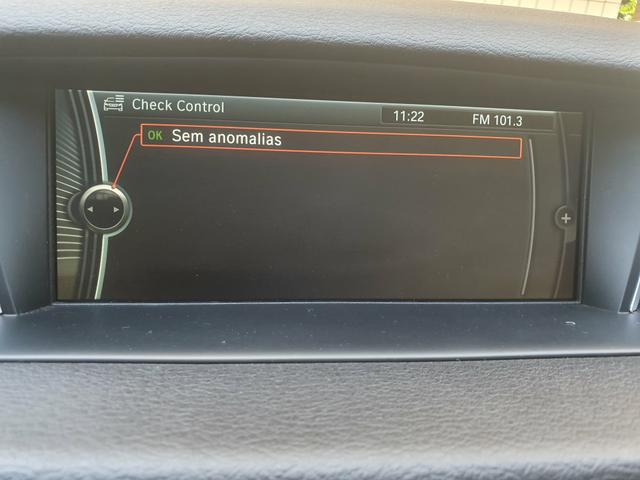 Check Control
11:22 FM 101.3
OK Sem anomalias